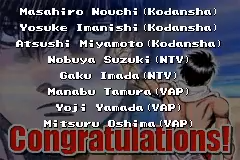 Masahiro Nouchi(Kodansha)
Yosuke Imanishi(Kodansha)
Atsushi Miyamoto(Kodansha)
Nobuya Suzuki(NTV)
Gaku Imada(NTV)
Manabu Tamura(VAP)
Yoji Yamada(VAP)
Mitsuru Oshima(VAP)
Congratulations!